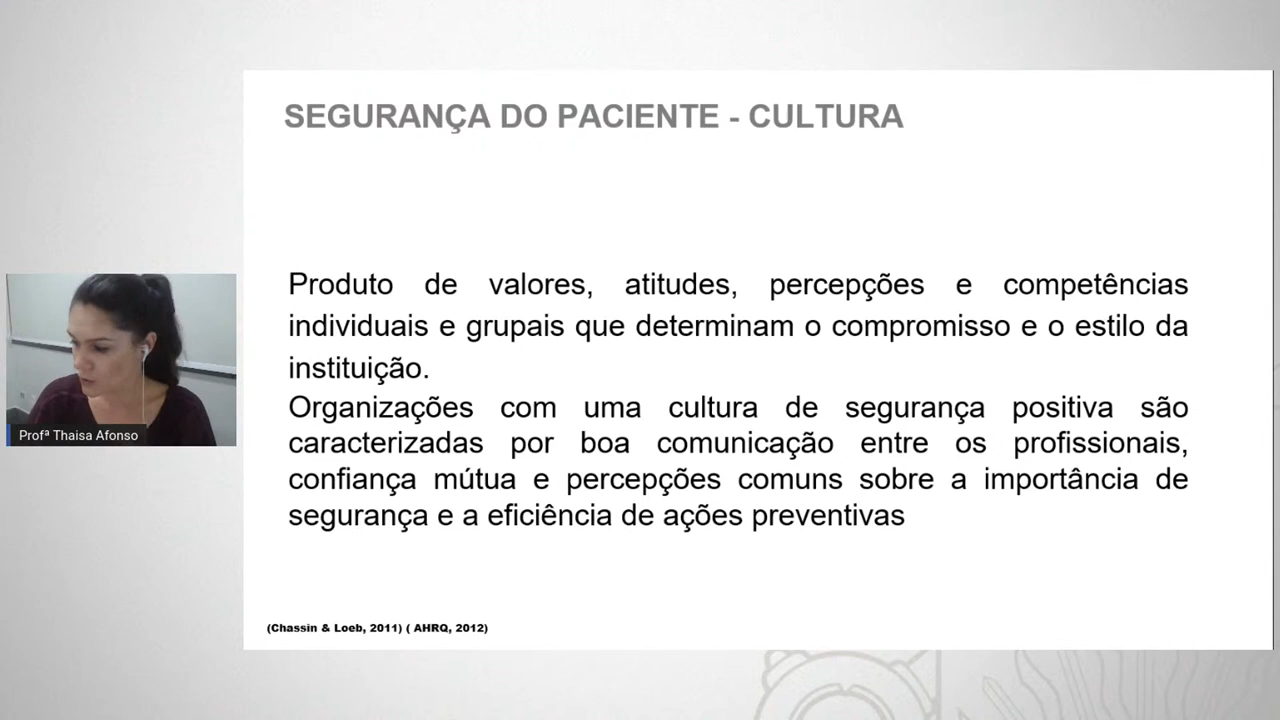 SEGURANÇA DO PACIENTE - CULTURA
Produto de valores, atitudes, percepções e competências
individuais e grupais que determinam o compromisso e o estilo da
instituição.
Organizações com uma cultura de segurança positiva são
caracterizadas por boa comunicação entre os profissionais,
confiança mútua e percepções comuns sobre a importância de
segurança e a eficiência de ações preventivas
Profª Thaisa Afonso
(Chassin & Loeb, 2011) ( AHRQ, 2012)